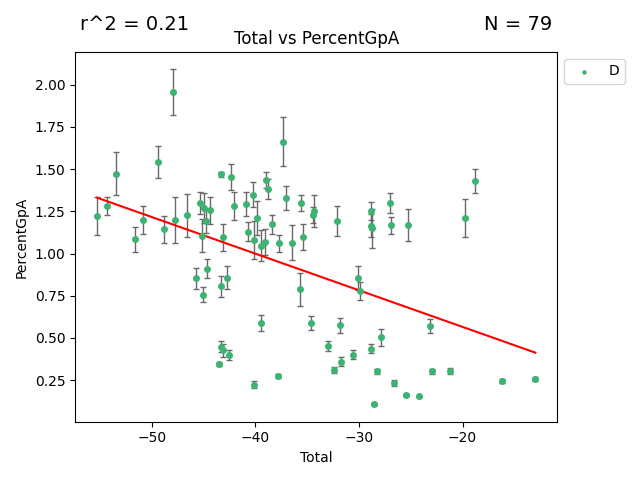 r^2 = 0.21
N = 79
Total vs PercentGpA
D
PercentGpA
2.00
1.75
1.50
1.25
1.00
0.75
0.50
0.25
−50
−40
−30
−20
Total